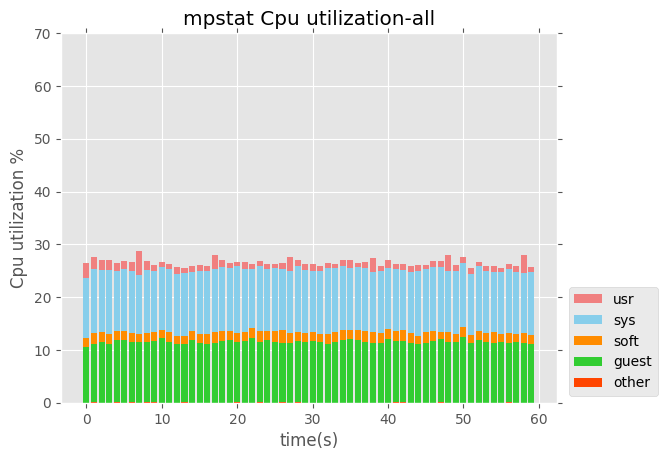 mpstat Cpu utilization-all
70
60
50
40
30
20
10
0
Cpu utilization %
0
10
20
30
40
50
60
time(s)
usr
sys
soft
guest
other